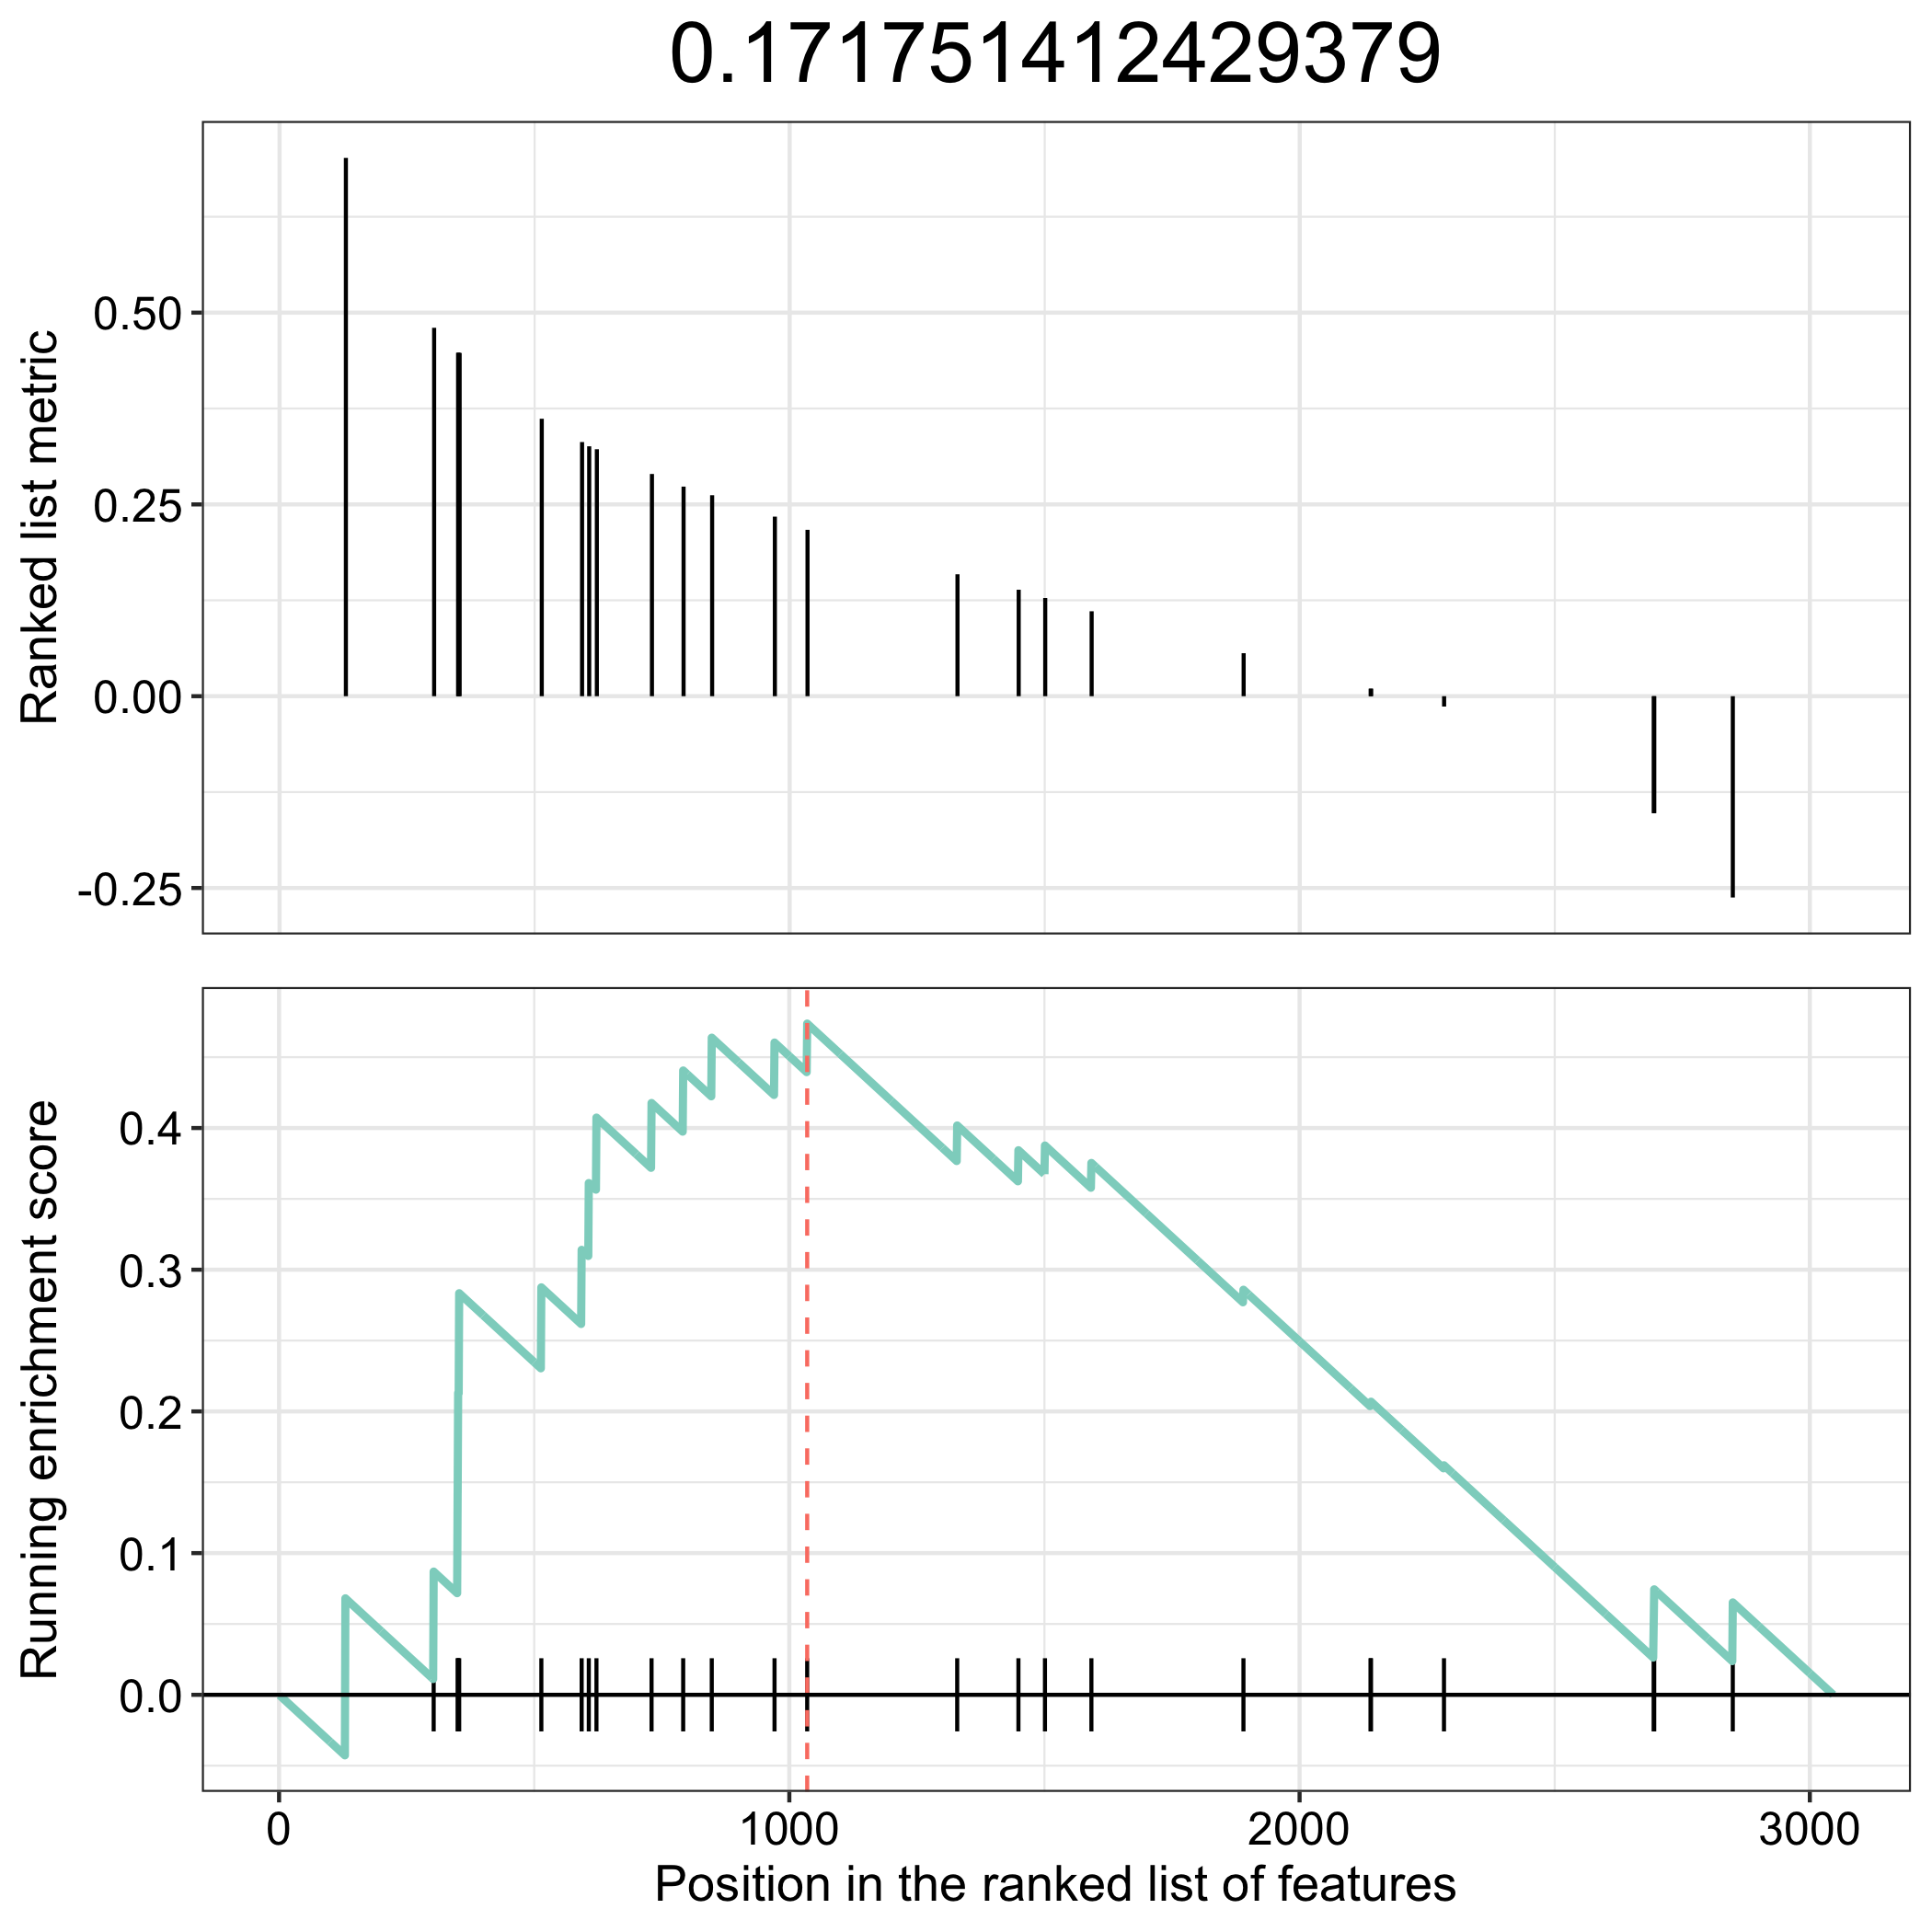 0.171751412429379
Ranked list metric
0.50
0.25
0.00
-0.25
Running enrichment score
0.4
0.3
0.2
0.1
0.0
0 1000 2000 3000
Position in the ranked list of features